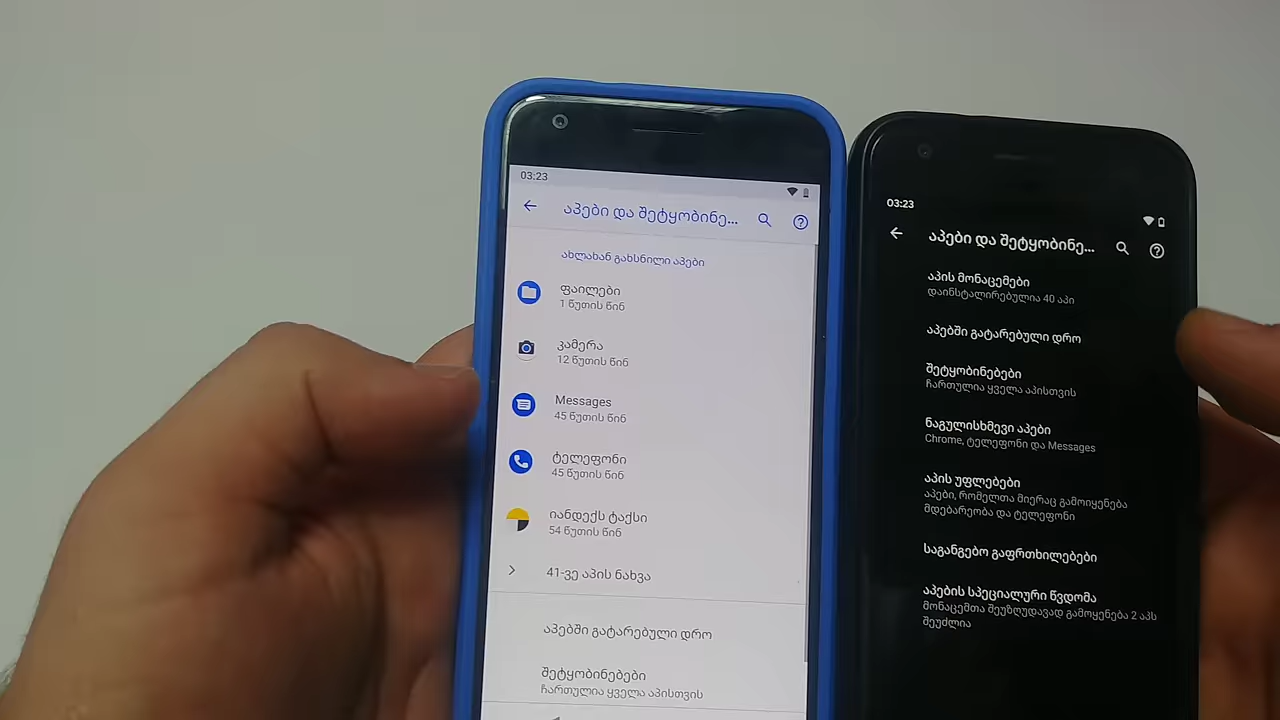 03:23
აპები და შეტყობინე...
ახლახან გახსნილი აპები
ფაილები
1 წუთის წინ
კამერა
12 წუთის წინ
Messages
45 წუთის წინ
ტელეფონი
45 წუთის წინ
იანდექს ტაქსი
54 წუთის წინ
41-ვე აპის ნახვა
აპებში გატარებული დრო
შეტყობინებები
ჩართულია ყველა აპისთვის
03:23
აპები და შეტყობინე...
აპის მონაცემები
დაინსტალირებულია 40 აპი
აპებში გატარებული დრო
შეტყობინებები
ჩართულია ყველა აპისთვის
ნაგულისხმევი აპები
Chrome, ტელეფონი და Messages
აპის უფლებები
აპები, რომელთა მიერაც გამოიყენება
მდებარეობა და ტელეფონი
საგანგებო გაფრთხილებები
აპების სპეციალური წვდომა
მონაცემთა შეუზღუდავად გამოყენება 2 აპს
შეუძლია